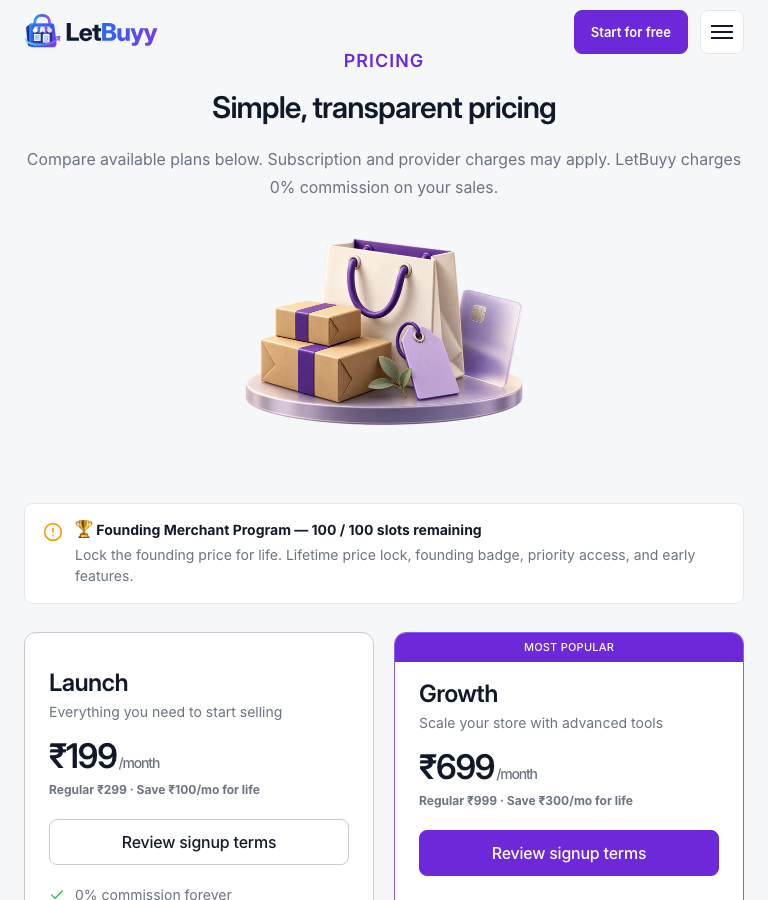 LetBuyy
Start for free
PRICING
Simple, transparent pricing
Compare available plans below. Subscription and provider charges may apply. LetBuyy charges
0% commission on your sales.
🏆 Founding Merchant Program — 100 / 100 slots remaining
Lock the founding price for life. Lifetime price lock, founding badge, priority access, and early
features.
Launch
Everything you need to start selling
₹199 /month
Regular ₹299 · Save ₹100/mo for life
Review signup terms
0% commission forever
MOST POPULAR
Growth
Scale your store with advanced tools
₹699 /month
Regular ₹999 · Save ₹300/mo for life
Review signup terms